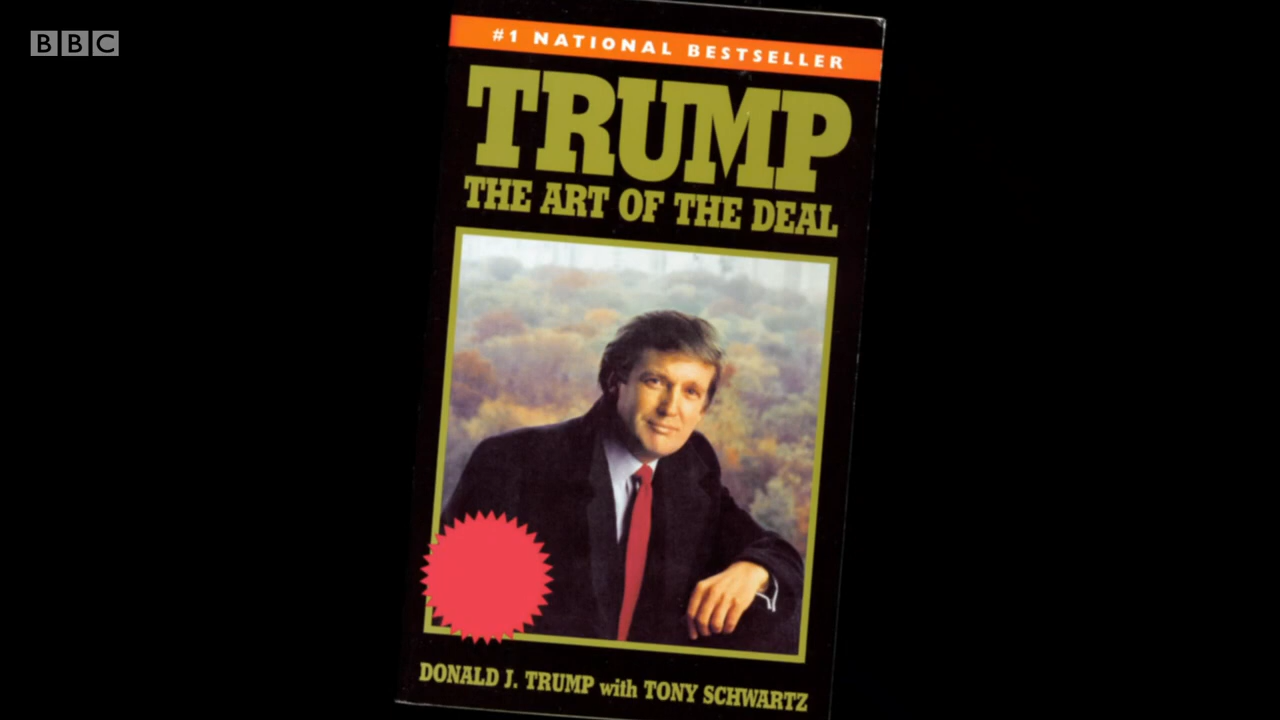 BBC
#1 NATIONAL BESTSELLER
TRUMP
THE ART OF THE DEAL
DONALD J. TRUMP with TONY SCHWARTZ